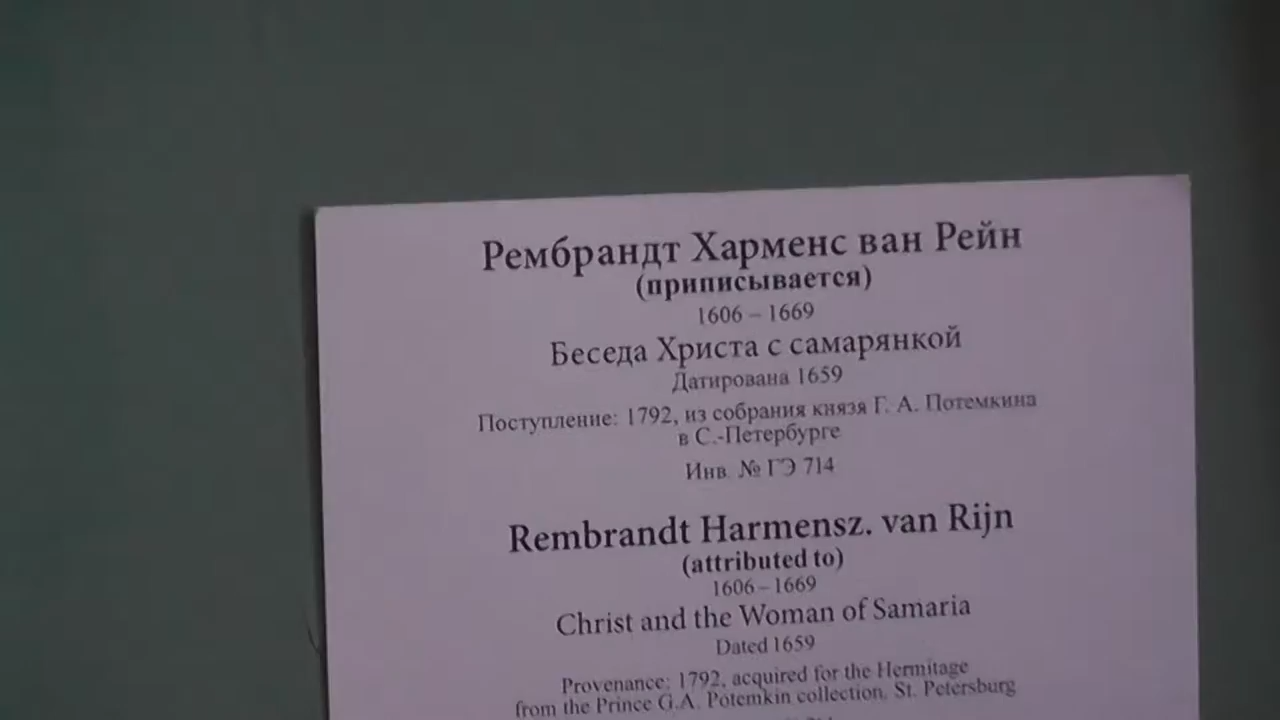 Рембрандт Харменс ван Рейн
(приписывается)
1606 – 1669
Беседа Христа с самарянкой
Датирована 1659
Поступление: 1792, из собрания князя Г. А. Потемкина
в С.-Петербурге
Инв. № ГЭ 714
Rembrandt Harmensz. van Rijn
(attributed to)
1606 – 1669
Christ and the Woman of Samaria
Dated 1659
Provenance: 1792, acquired for the Hermitage
from the Prince G.A. Potemkin collection, St. Petersburg